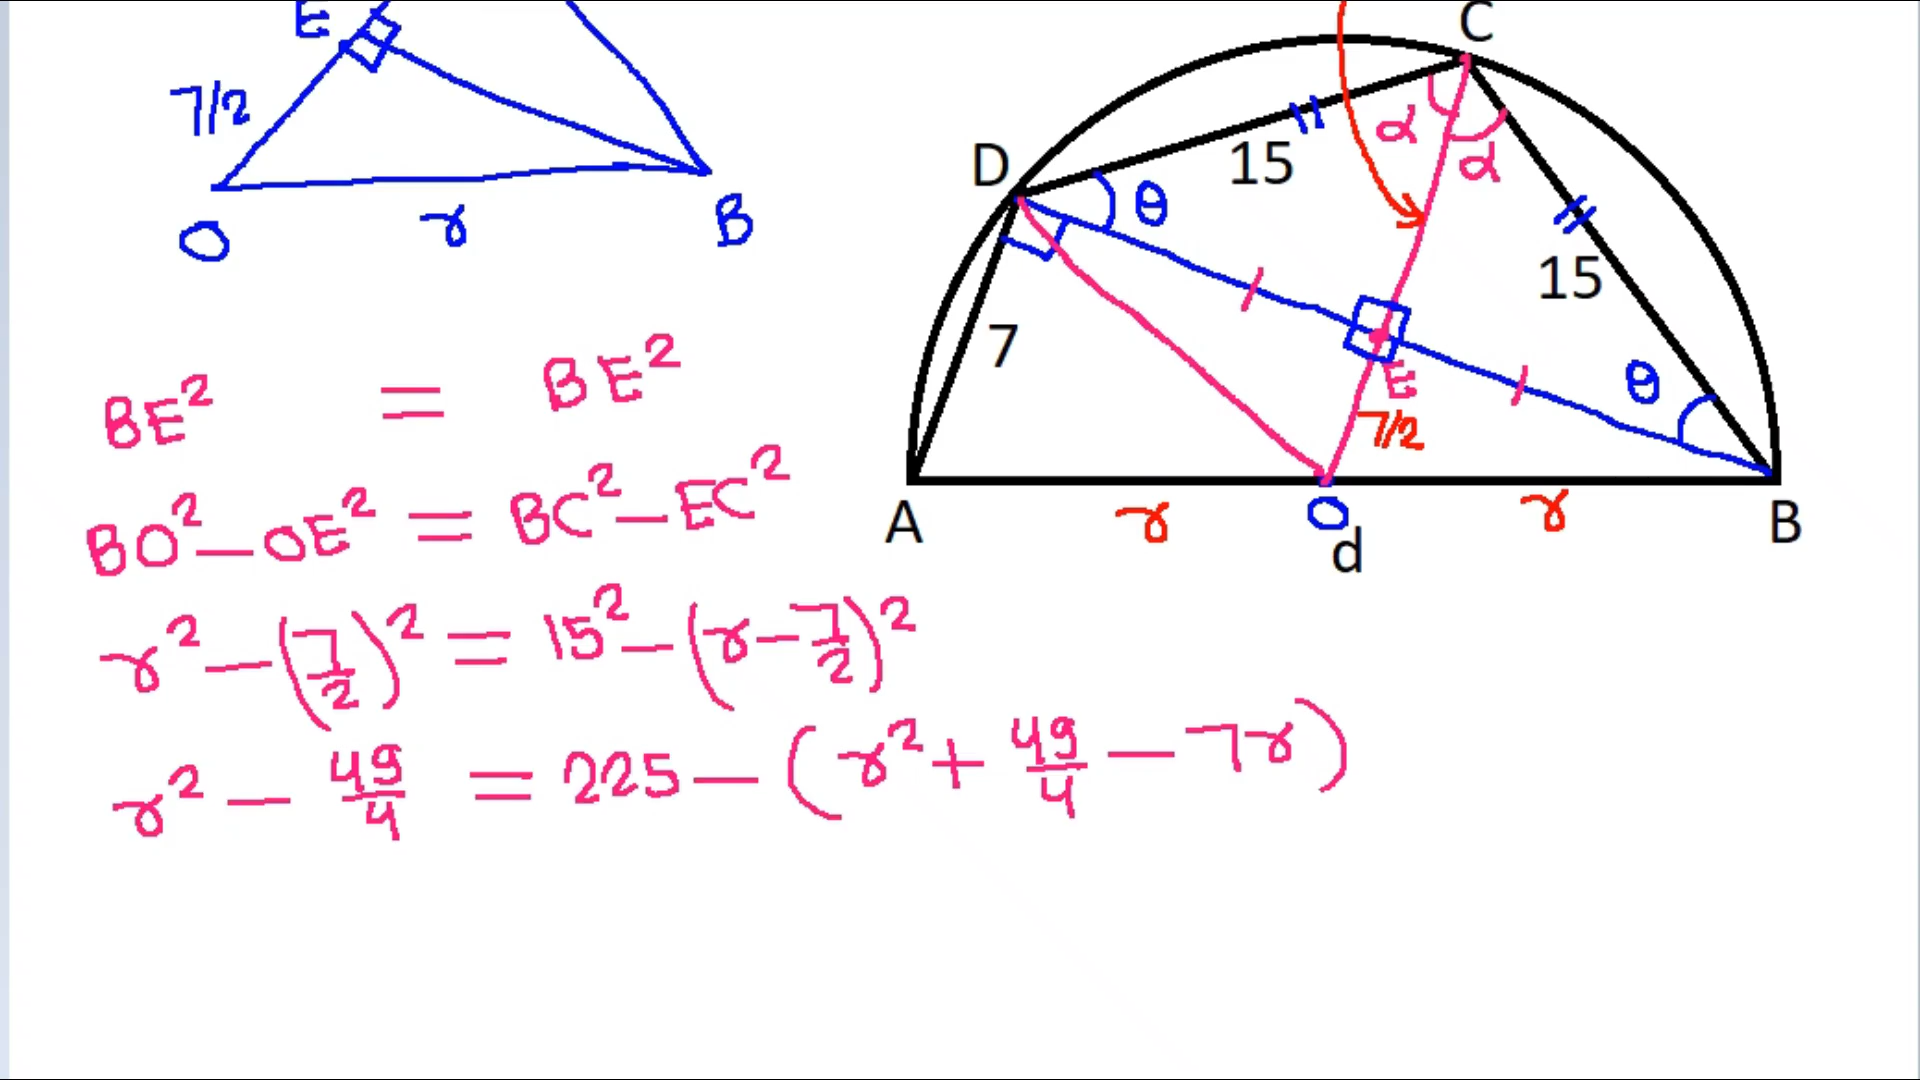 E
7/2
O
r
B
C
D
15
α
α
θ
15
7
E
θ
7/2
A
r
O
r
B
d
BE² = BE²
BO² − OE² = BC² − EC²
r² − (7/2)² = 15² − (r − 7/2)²
r² − 49/4 = 225 − (r² + 49/4 − 7r)